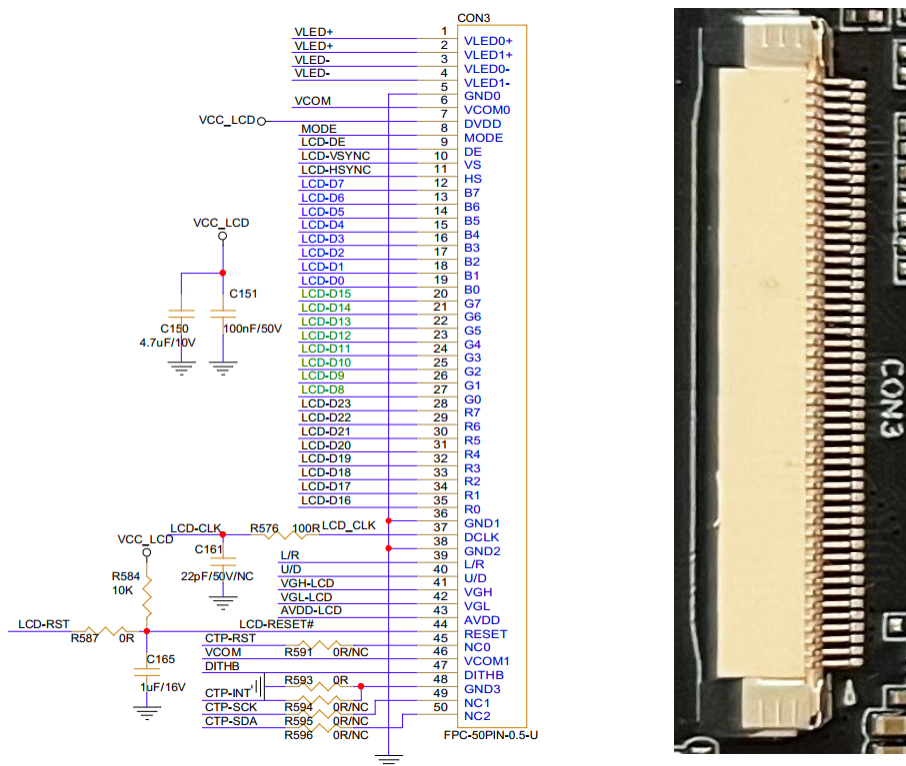 CON3
VLED+ 1 VLED0+
VLED+ 2 VLED1+
VLED- 3 VLED0-
VLED- 4 VLED1-
5 GND0
VCOM 6 VCOM0
VCC_LCD 7 DVDD
MODE 8 MODE
LCD-DE 9 DE
LCD-VSYNC 10 VS
LCD-HSYNC 11 HS
LCD-D7 12 B7
LCD-D6 13 B6
LCD-D5 14 B5
LCD-D4 15 B4
LCD-D3 16 B3
LCD-D2 17 B2
LCD-D1 18 B1
LCD-D0 19 B0
LCD-D15 20 G7
LCD-D14 21 G6
LCD-D13 22 G5
LCD-D12 23 G4
LCD-D11 24 G3
LCD-D10 25 G2
LCD-D9 26 G1
LCD-D8 27 G0
LCD-D23 28 R7
LCD-D22 29 R6
LCD-D21 30 R5
LCD-D20 31 R4
LCD-D19 32 R3
LCD-D18 33 R2
LCD-D17 34 R1
LCD-D16 35 R0
36 GND1
LCD-CLK R576 100R LCD_CLK 37 DCLK
38 GND2
L/R 39 L/R
U/D 40 U/D
VGH-LCD 41 VGH
VGL-LCD 42 VGL
AVDD-LCD 43 AVDD
LCD-RST R587 0R LCD-RESET# 44 RESET
CTP-RST R591 0R/NC 45 NC0
VCOM 46 VCOM1
DITHB 47 DITHB
R593 0R 48 GND3
CTP-INT R594 0R/NC
CTP-SCK R595 0R/NC 49 NC1
CTP-SDA R596 0R/NC 50 NC2
FPC-50PIN-0.5-U
VCC_LCD
C151
100nF/50V
C150
4.7uF/10V
VCC_LCD
C161
22pF/50V/NC
R584
10K
C165
1uF/16V
CON3